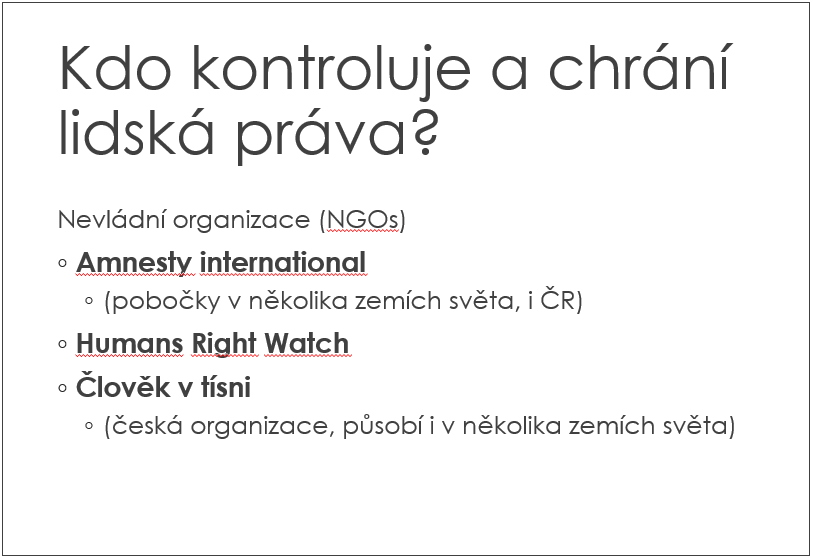 Kdo kontroluje a chrání
lidská práva?
Nevládní organizace (NGOs)
◦ Amnesty international
◦ (pobočky v několika zemích světa, i ČR)
◦ Humans Right Watch
◦ Člověk v tísni
◦ (česká organizace, působí i v několika zemích světa)